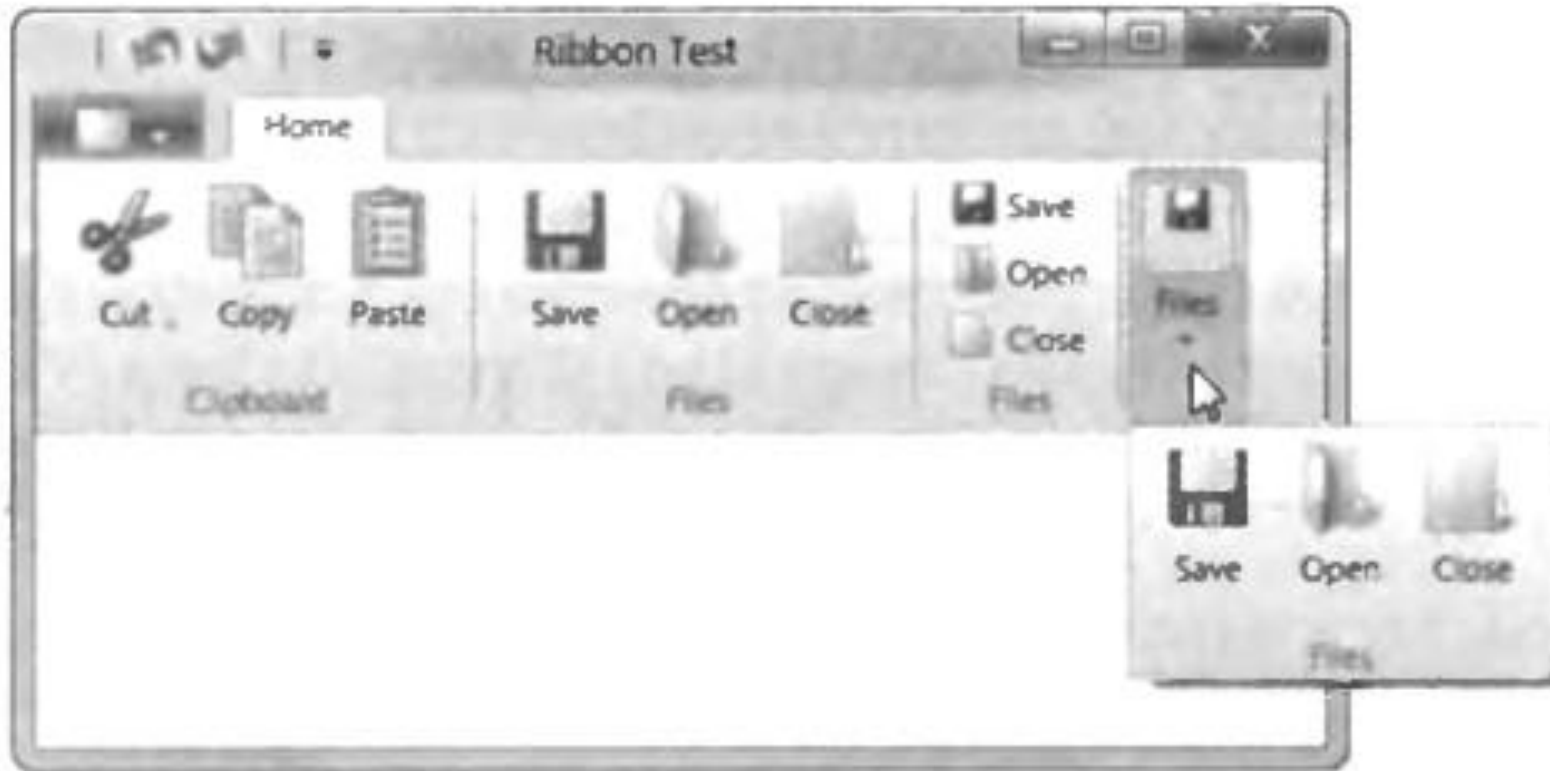 Ribbon Test
Home
Cut Copy Paste
Clipboard
Save Open Close
Files
Save
Open
Close
Files
Files
Save Open Close
Files